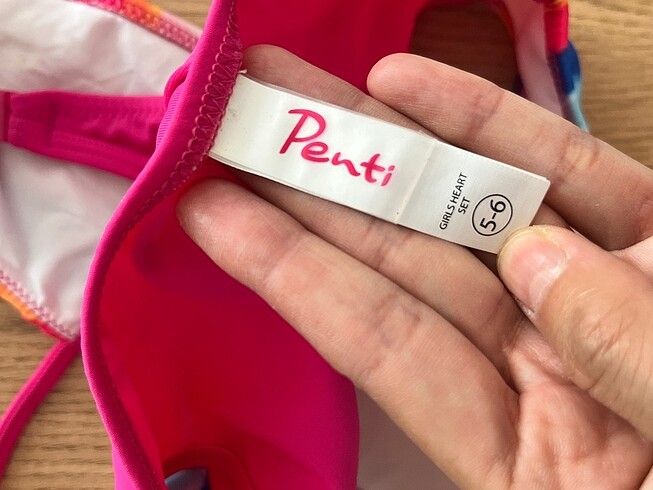 Penti
GIRLS HEART
SET
5-6